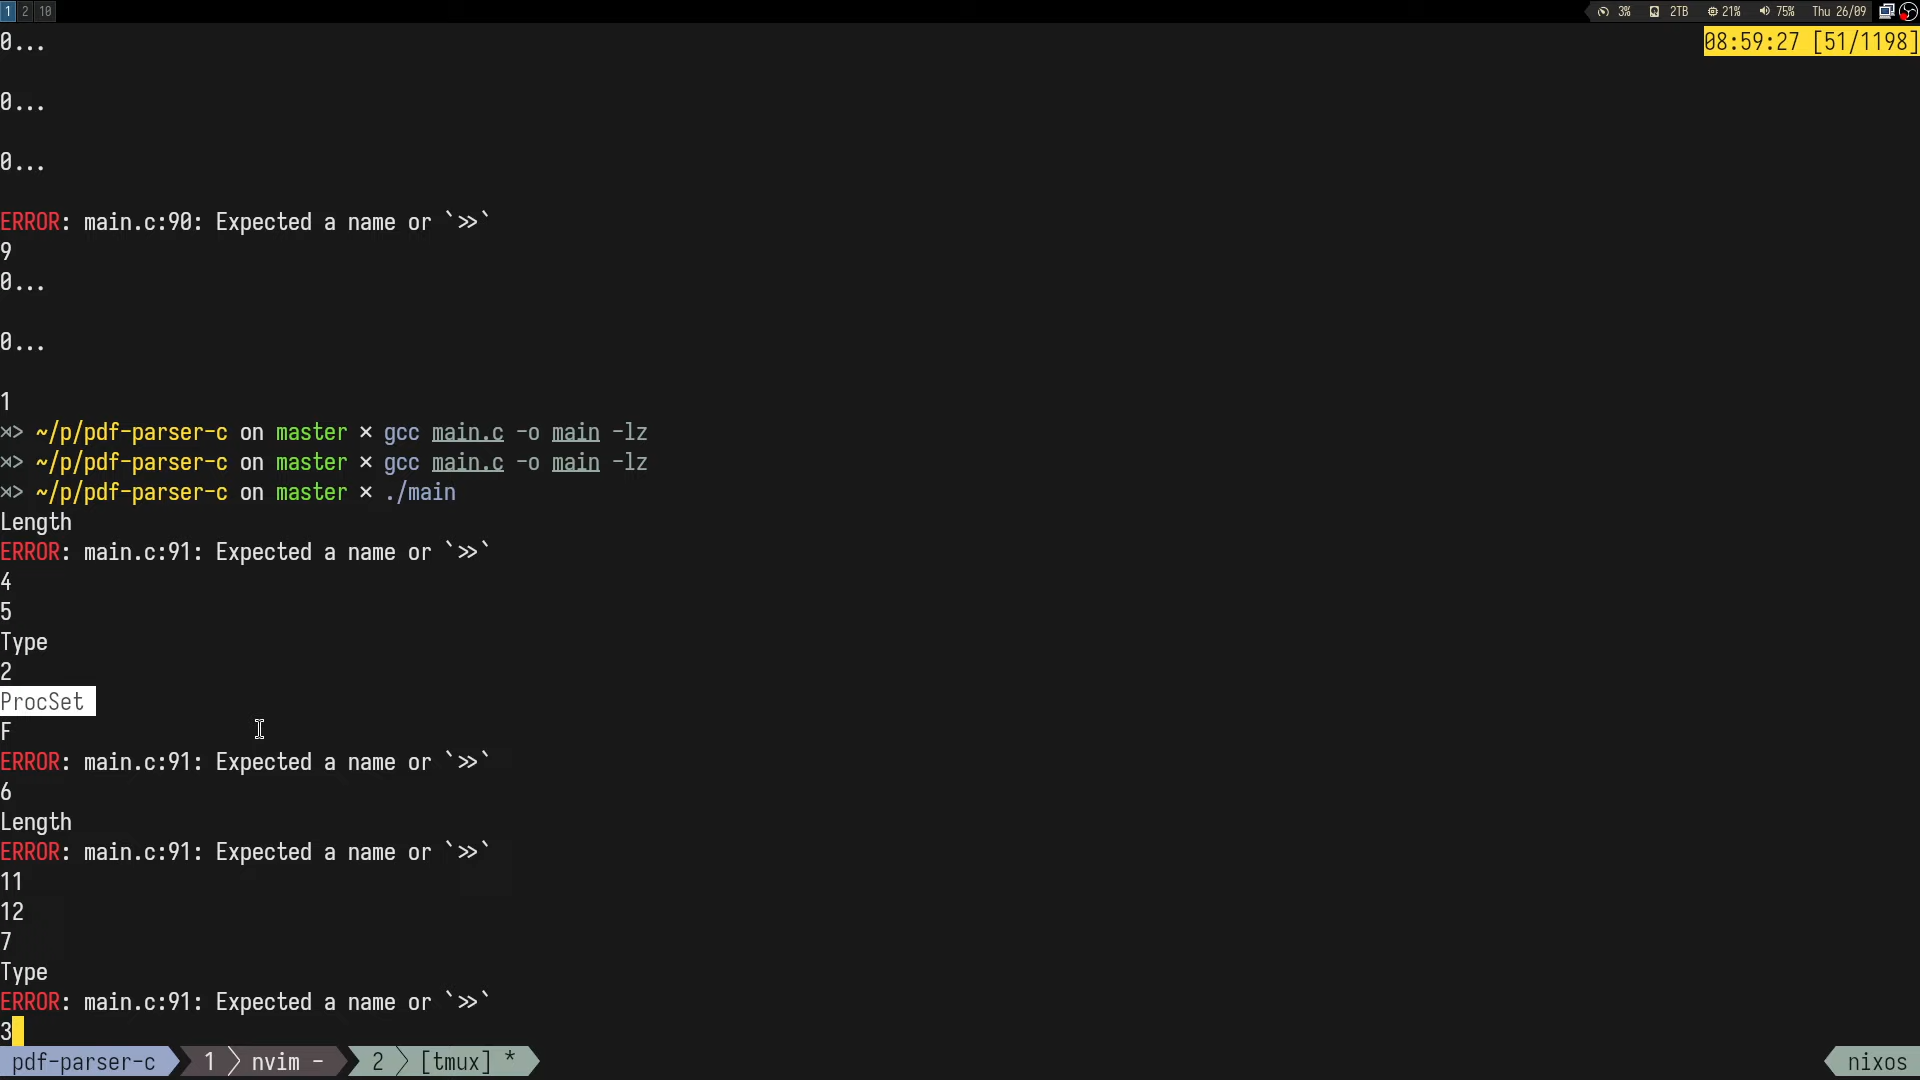 1 2 10 3% 2TB 21% 75% Thu 26/09
0... 08:59:27 [51/1198]
0...
0...
ERROR: main.c:90: Expected a name or `>>`
9
0...
0...
1
~/p/pdf-parser-c on master × gcc main.c -o main -lz
~/p/pdf-parser-c on master × gcc main.c -o main -lz
~/p/pdf-parser-c on master × ./main
Length
ERROR: main.c:91: Expected a name or `>>`
4
5
Type
2
ProcSet
F
ERROR: main.c:91: Expected a name or `>>`
6
Length
ERROR: main.c:91: Expected a name or `>>`
11
12
7
Type
ERROR: main.c:91: Expected a name or `>>`
3
pdf-parser-c 1 nvim - 2 [tmux] * nixos